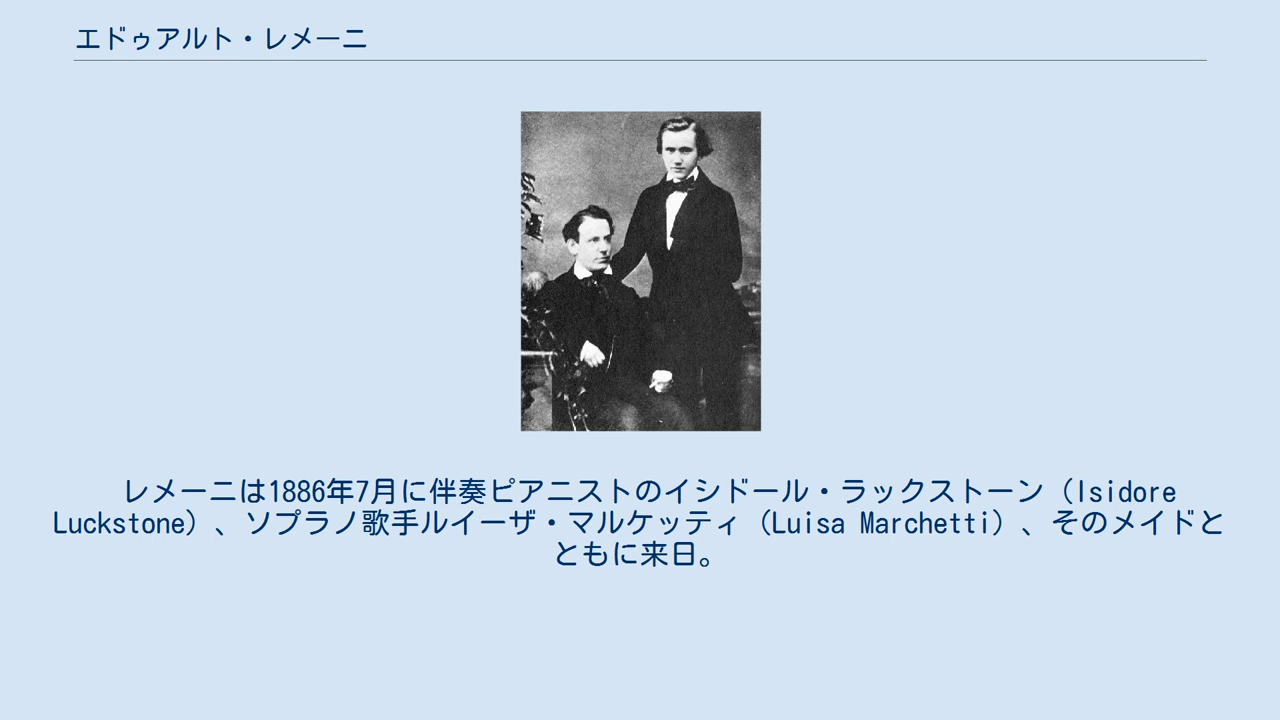 エドゥアルト・レメーニ
レメーニは1886年7月に伴奏ピアニストのイシドール・ラックストーン（Isidore
Luckstone）、ソプラノ歌手ルイーザ・マルケッティ（Luisa Marchetti）、そのメイドと
ともに来日。